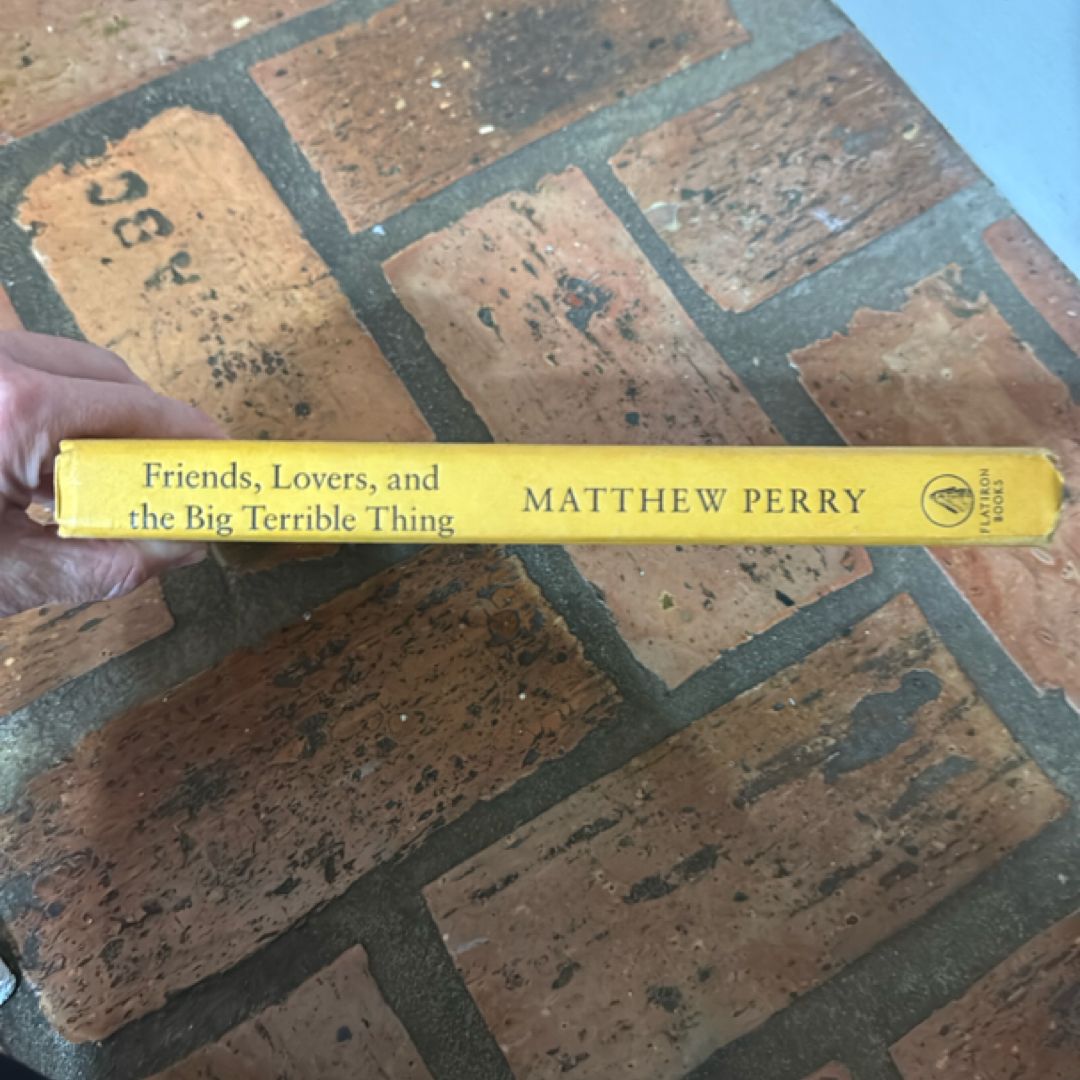 ABC
Friends, Lovers, and
the Big Terrible Thing
MATTHEW PERRY
FLATIRON
BOOKS